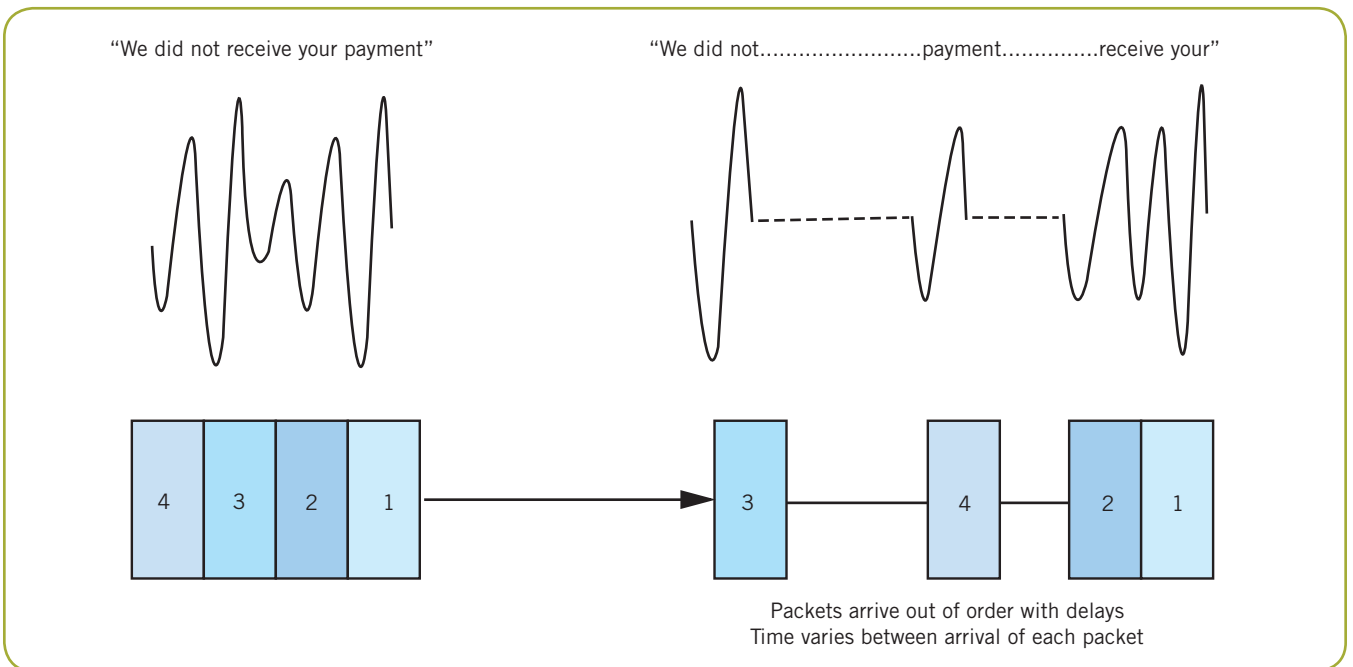 “We did not receive your payment”
“We did not.......................payment...............receive your”
4 3 2 1
3 4 2 1
Packets arrive out of order with delays
Time varies between arrival of each packet